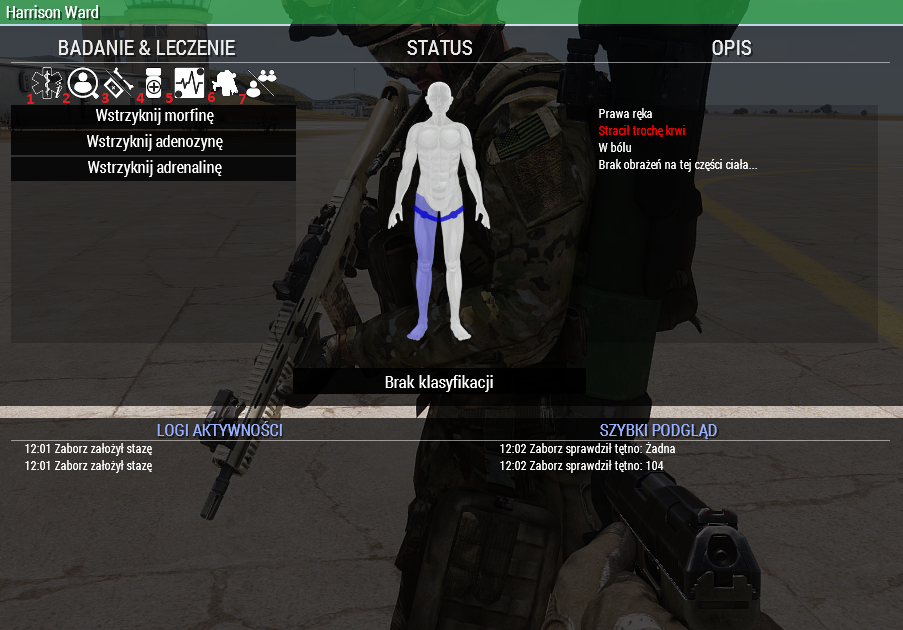 Harrison Ward
BADANIE & LECZENIE
STATUS
OPIS
1 2 3 4 5 6 7
Wstrzyknij morfinę
Wstrzyknij adenozynę
Wstrzyknij adrenalinę
Prawa ręka
Stracił trochę krwi
W bólu
Brak obrażeń na tej części ciała...
Brak klasyfikacji
LOGI AKTYWNOŚCI
12:01 Zaborz założył stazę
12:01 Zaborz założył stazę
SZYBKI PODGLĄD
12:02 Zaborz sprawdził tętno: Żadna
12:02 Zaborz sprawdził tętno: 104